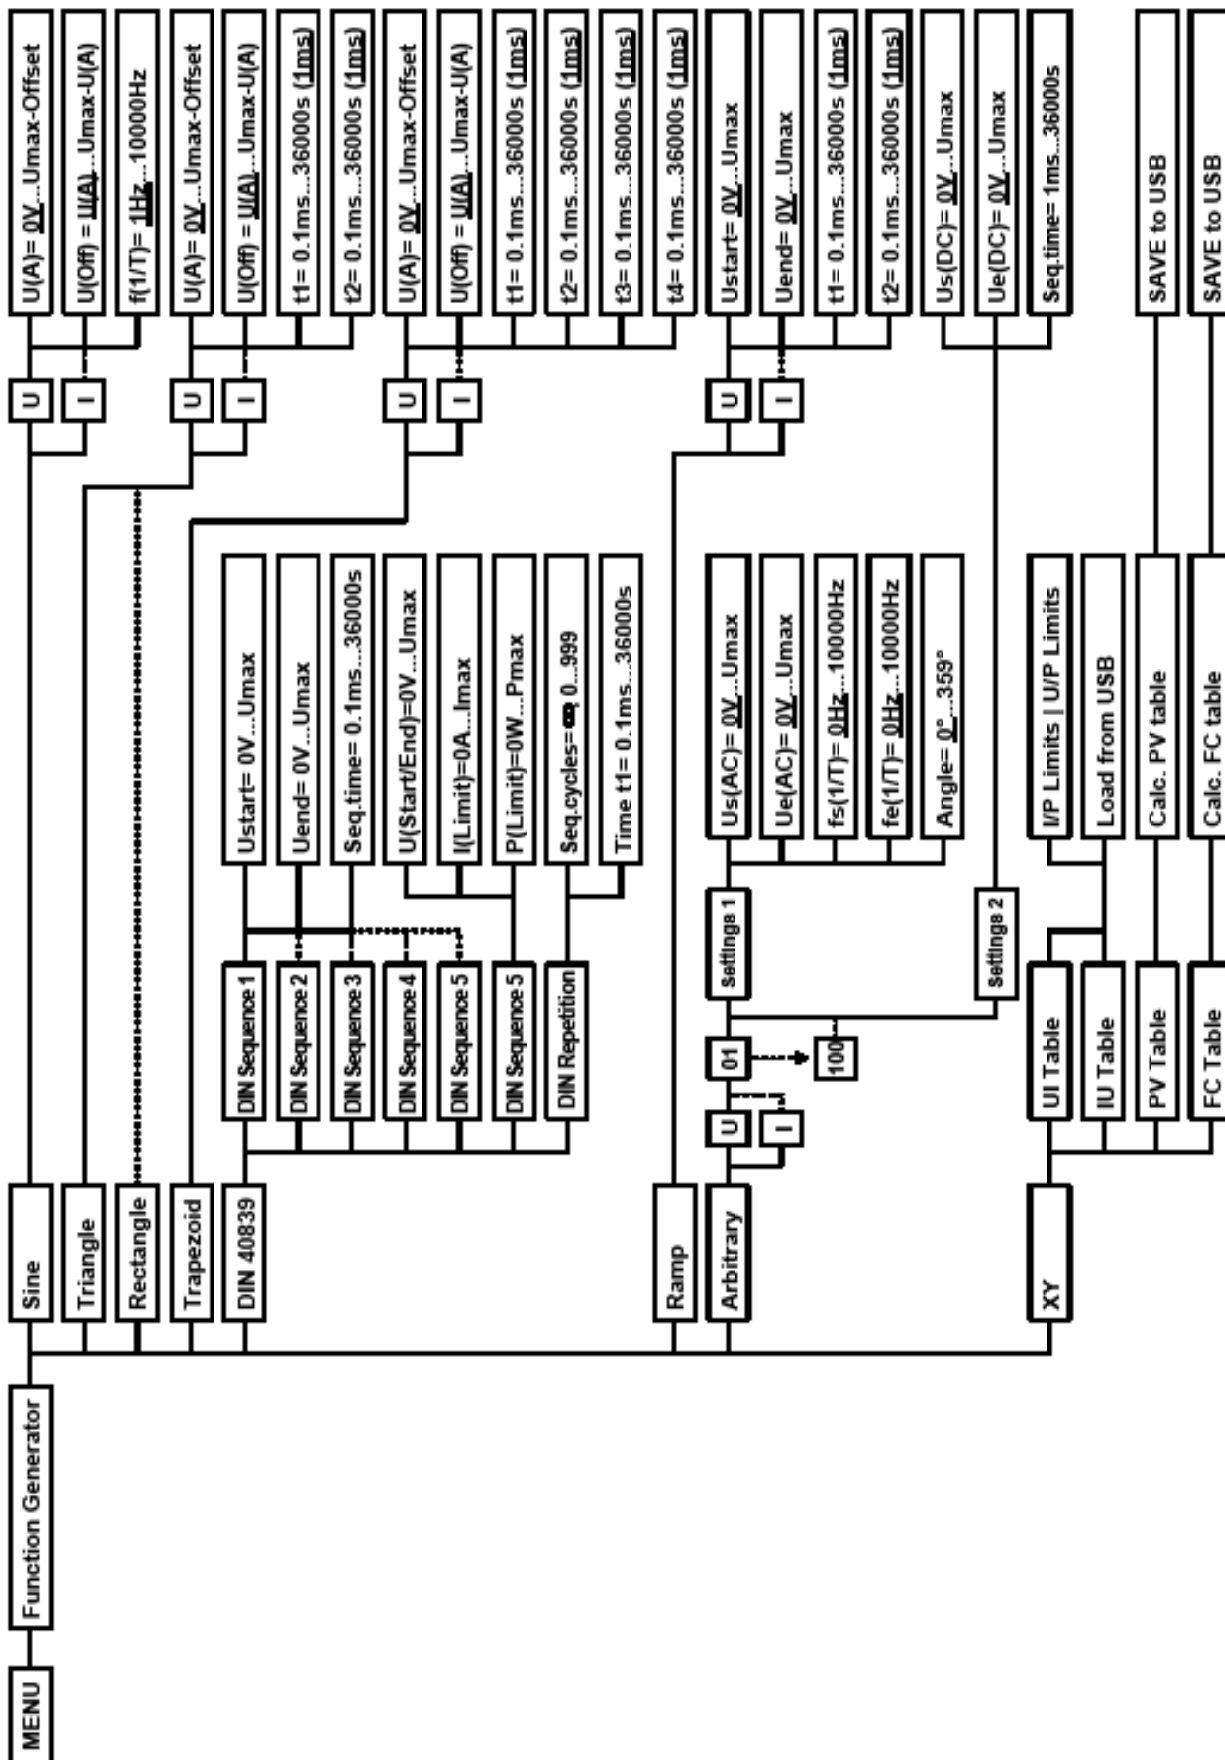 MENU
Function Generator
Sine
U
I
U(A)= 0V...Umax-Offset
U(Off) = U(A)...Umax-U(A)
f(1/T)= 1Hz...10000Hz
Triangle
Rectangle
U
I
U(A)= 0V...Umax-Offset
U(Off) = U(A)...Umax-U(A)
t1= 0.1ms...36000s (1ms)
t2= 0.1ms...36000s (1ms)
Trapezoid
U
I
U(A)= 0V...Umax-Offset
U(Off) = U(A)...Umax-U(A)
t1= 0.1ms...36000s (1ms)
t2= 0.1ms...36000s (1ms)
t3= 0.1ms...36000s (1ms)
t4= 0.1ms...36000s (1ms)
DIN 40839
DIN Sequence 1
DIN Sequence 2
DIN Sequence 3
DIN Sequence 4
DIN Sequence 5
DIN Sequence 5
DIN Repetition
Ustart= 0V...Umax
Uend= 0V...Umax
Seq.time= 0.1ms...36000s
U(Start/End)=0V...Umax
I(Limit)=0A...Imax
P(Limit)=0W...Pmax
Seq.cycles= ∞, 0...999
Time t1= 0.1ms...36000s
Ramp
U
I
Ustart= 0V...Umax
Uend= 0V...Umax
t1= 0.1ms...36000s (1ms)
t2= 0.1ms...36000s (1ms)
Arbitrary
U
I
01
100
Settings 1
Us(AC)= 0V...Umax
Ue(AC)= 0V...Umax
fs(1/T)= 0Hz...10000Hz
fe(1/T)= 0Hz...10000Hz
Angle= 0°...359°
Settings 2
Us(DC)= 0V...Umax
Ue(DC)= 0V...Umax
Seq.time= 1ms...36000s
XY
UI Table
IU Table
PV Table
FC Table
I/P Limits | U/P Limits
Load from USB
Calc. PV table
SAVE to USB
Calc. FC table
SAVE to USB